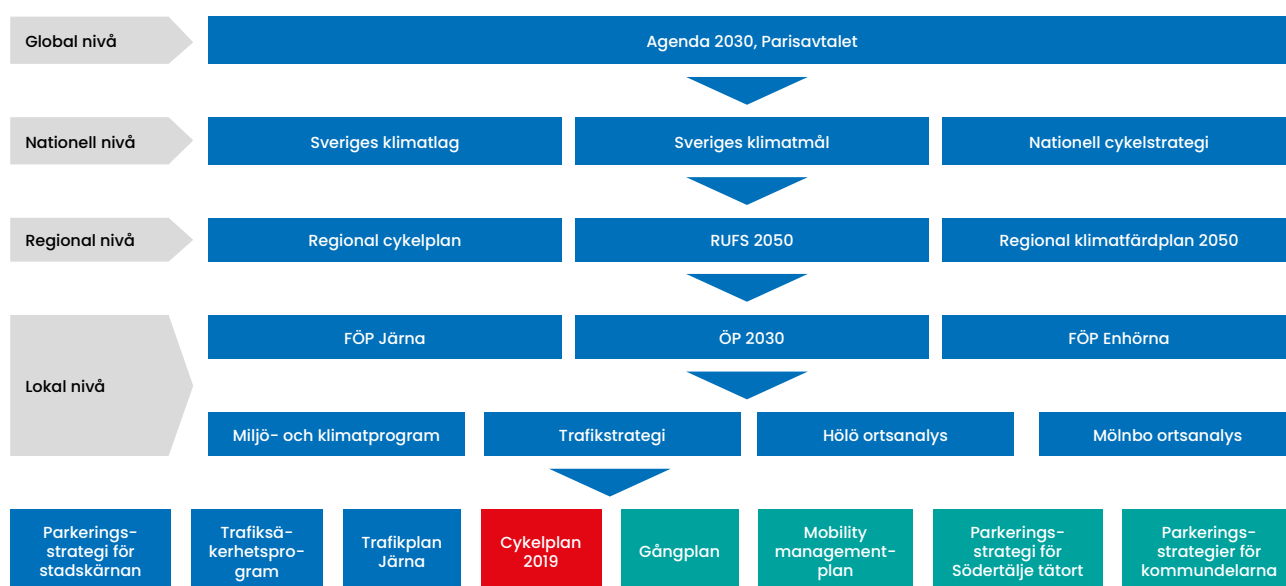 Global nivå
Agenda 2030, Parisavtalet
Nationell nivå
Sveriges klimatlag
Sveriges klimatmål
Nationell cykelstrategi
Regional nivå
Regional cykelplan
RUFS 2050
Regional klimatfärdplan 2050
Lokal nivå
FÖP Järna
ÖP 2030
FÖP Enhörna
Miljö- och klimatprogram
Trafikstrategi
Hölö ortsanalys
Mölnbo ortsanalys
Parkerings-
strategi för
stadskärnan
Trafiksä-
kerhetspro-
gram
Trafikplan
Järna
Cykelplan
2019
Gångplan
Mobility
management-
plan
Parkerings-
strategi för
Södertälje tätort
Parkerings-
strategier för
kommundelarna